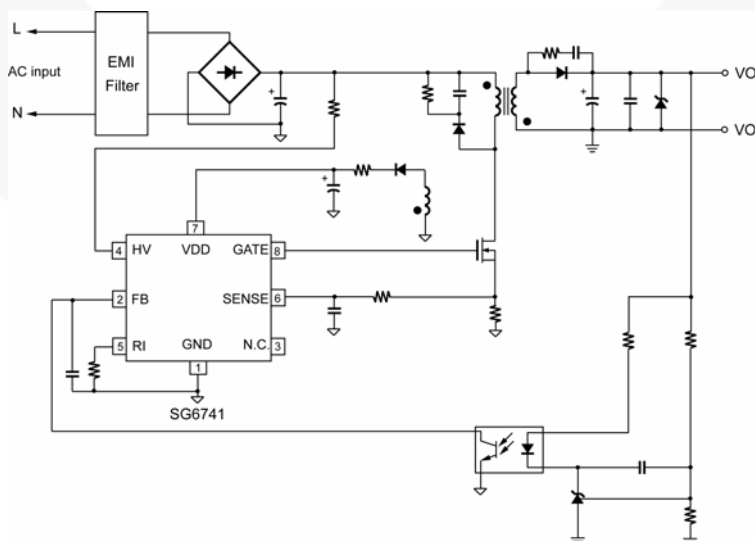 L
AC input
N
EMI
Filter
+
+
+
VO
VO
7
4 HV VDD GATE 8
2 FB SENSE 6
5 RI GND N.C. 3
1
SG6741